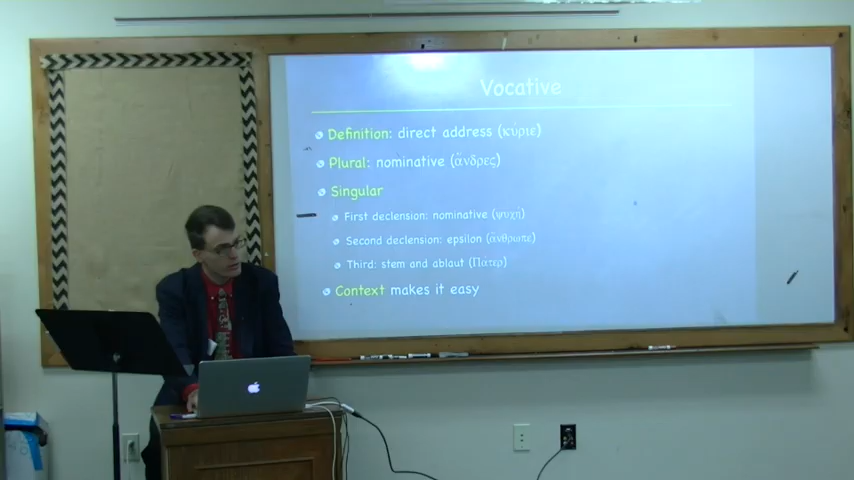 Vocative
Definition: direct address (κύριε)
Plural: nominative (ἄνδρες)
Singular
First declension: nominative (ψυχή)
Second declension: epsilon (ἄνθρωπε)
Third: stem and ablaut (Πάτερ)
Context makes it easy